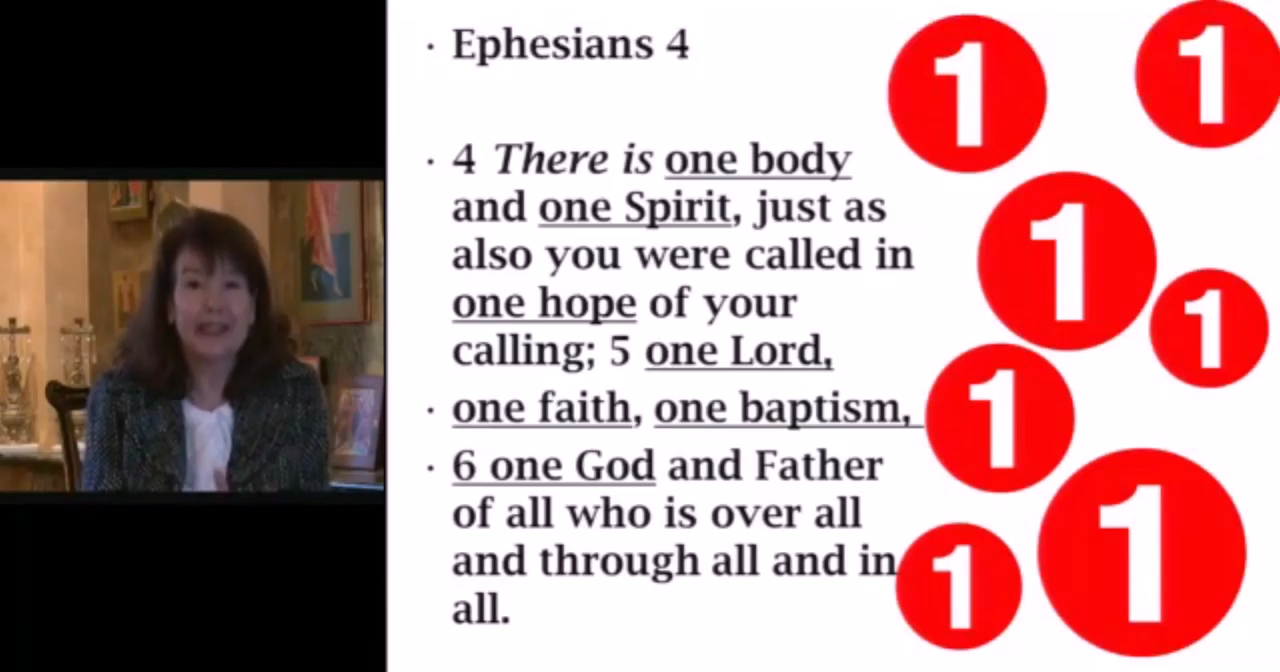 · Ephesians 4
· 4 There is one body
and one Spirit, just as
also you were called in
one hope of your
calling; 5 one Lord,
· one faith, one baptism,
· 6 one God and Father
of all who is over all
and through all and in
all.
1
1
1
1
1
1
1